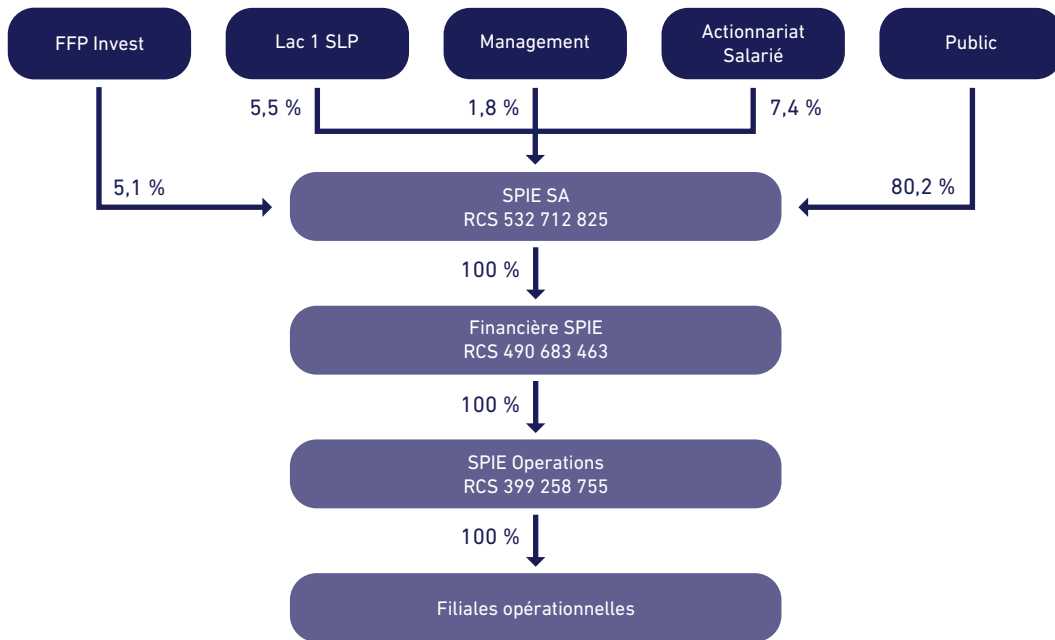 FFP Invest
Lac 1 SLP
Management
Actionnariat
Salarié
Public
5,5 %
1,8 %
7,4 %
5,1 %
80,2 %
SPIE SA
RCS 532 712 825
100 %
Financière SPIE
RCS 490 683 463
100 %
SPIE Operations
RCS 399 258 755
100 %
Filiales opérationnelles